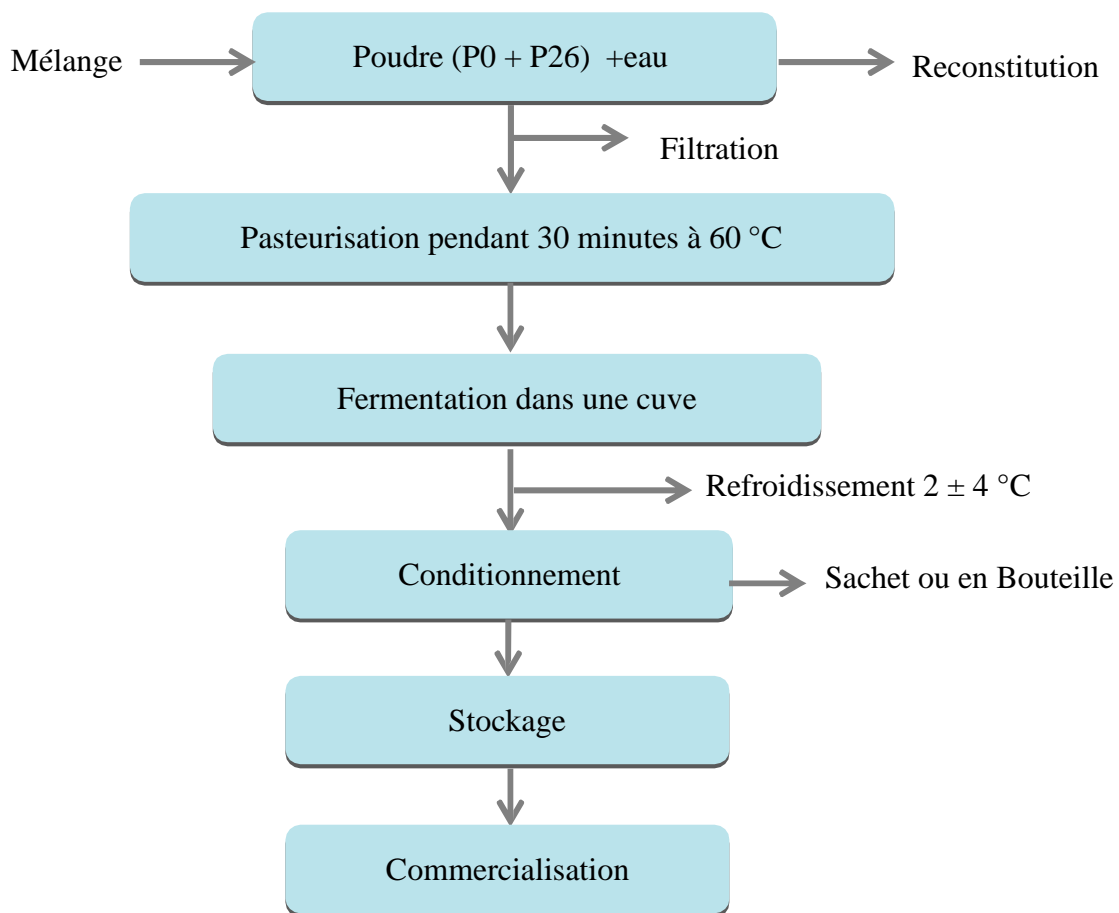 Mélange
Poudre (P0 + P26) +eau
Reconstitution
Filtration
Pasteurisation pendant 30 minutes à 60 °C
Fermentation dans une cuve
Refroidissement 2 ± 4 °C
Conditionnement
Sachet ou en Bouteille
Stockage
Commercialisation